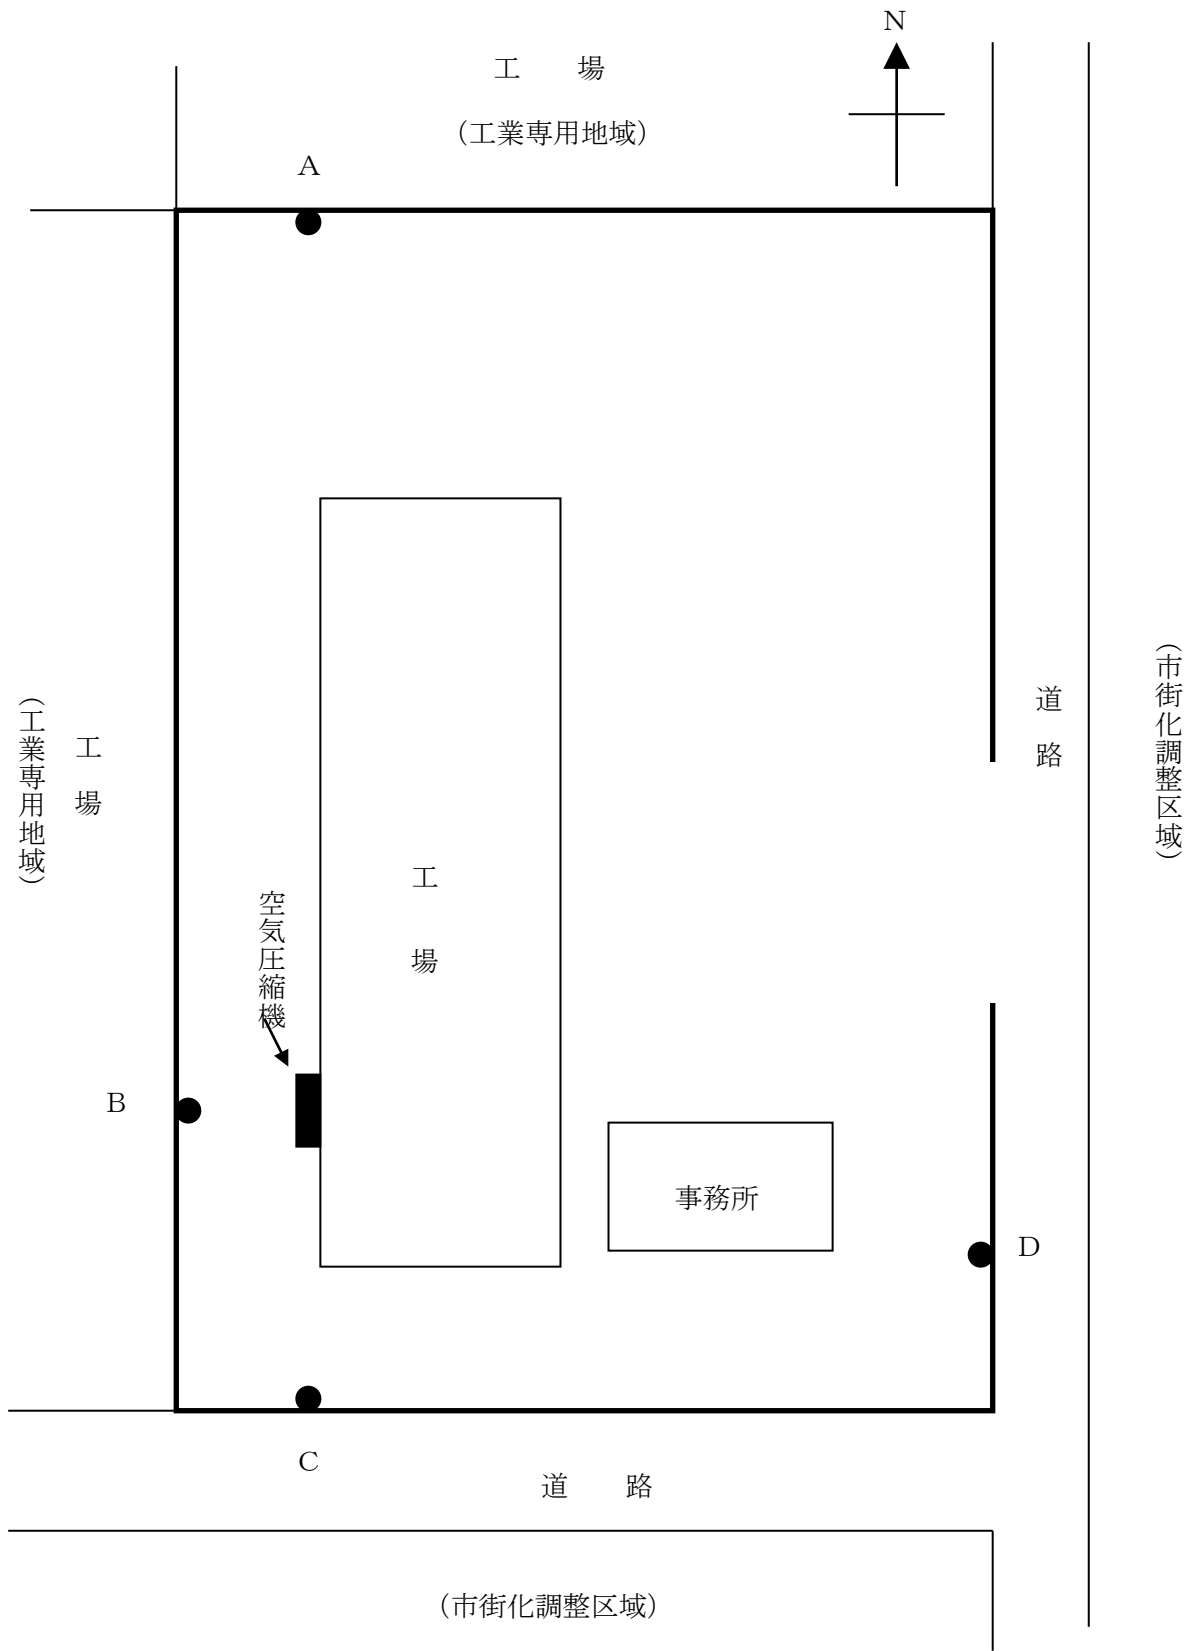 N
工 場
（工業専用地域）
A
（市街化調整区域）
道路
（工業専用地域）
工場
工場
空気圧縮機
B
事務所
D
C
道 路
（市街化調整区域）